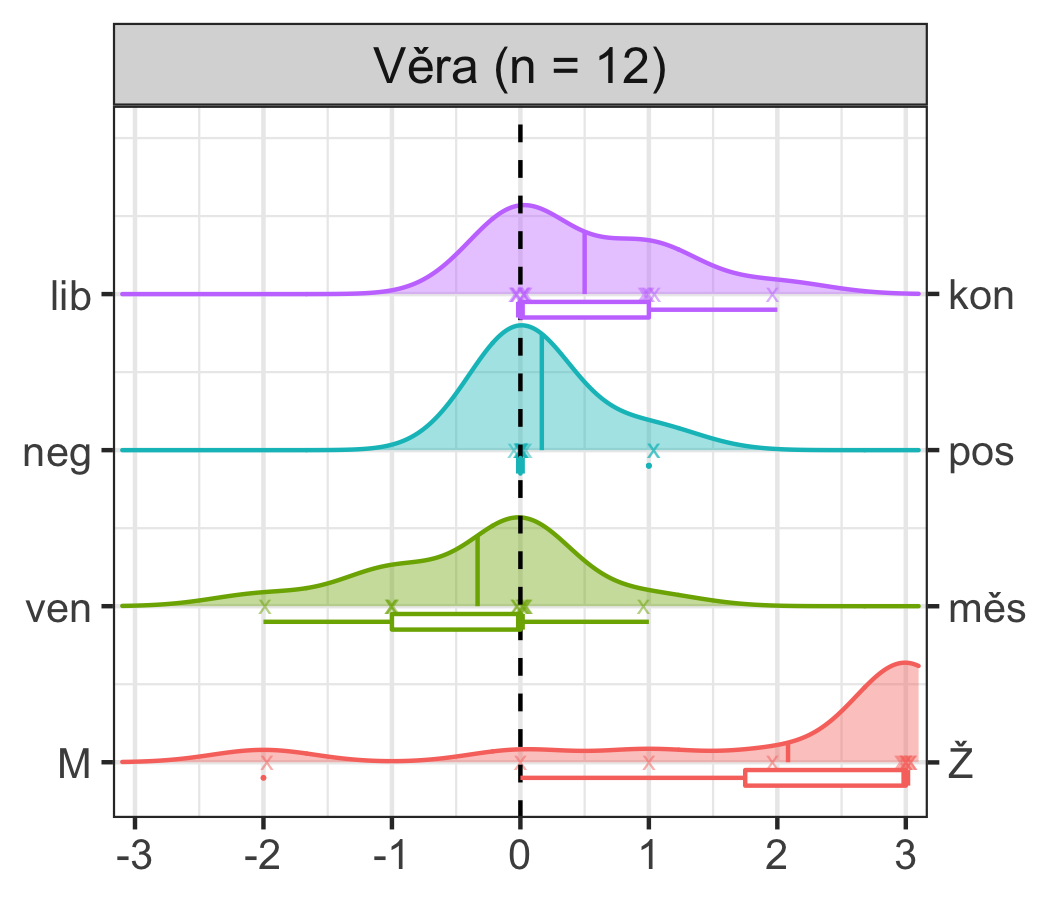 Věra (n = 12)
lib kon
neg pos
ven měs
M Ž
-3 -2 -1 0 1 2 3